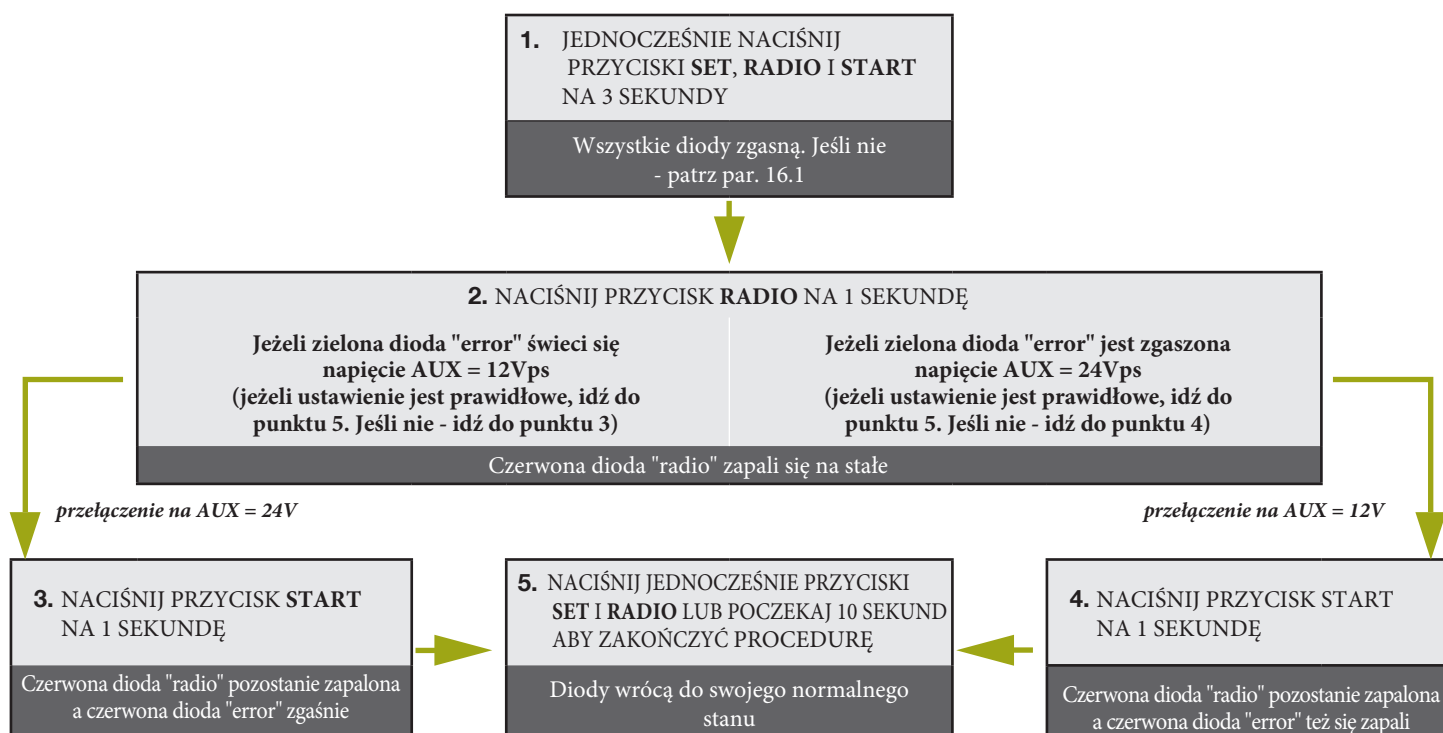 1. JEDNOCZEŚNIE NACIŚNIJ
PRZYCISKI SET, RADIO I START
NA 3 SEKUNDY
Wszystkie diody zgasną. Jeśli nie
- patrz par. 16.1
2. NACIŚNIJ PRZYCISK RADIO NA 1 SEKUNDĘ
Jeżeli zielona dioda "error" świeci się
napięcie AUX = 12Vps
(jeżeli ustawienie jest prawidłowe, idź do
punktu 5. Jeśli nie - idź do punktu 3)
Jeżeli zielona dioda "error" jest zgaszona
napięcie AUX = 24Vps
(jeżeli ustawienie jest prawidłowe, idź do
punktu 5. Jeśli nie - idź do punktu 4)
Czerwona dioda "radio" zapali się na stałe
przełączenie na AUX = 24V
przełączenie na AUX = 12V
3. NACIŚNIJ PRZYCISK START
NA 1 SEKUNDĘ
Czerwona dioda "radio" pozostanie zapalona
a czerwona dioda "error" zgaśnie
5. NACIŚNIJ JEDNOCZEŚNIE PRZYCISKI
SET I RADIO LUB POCZEKAJ 10 SEKUND
ABY ZAKOŃCZYĆ PROCEDURĘ
Diody wrócą do swojego normalnego
stanu
4. NACIŚNIJ PRZYCISK START
NA 1 SEKUNDĘ
Czerwona dioda "radio" pozostanie zapalona
a czerwona dioda "error" też się zapali